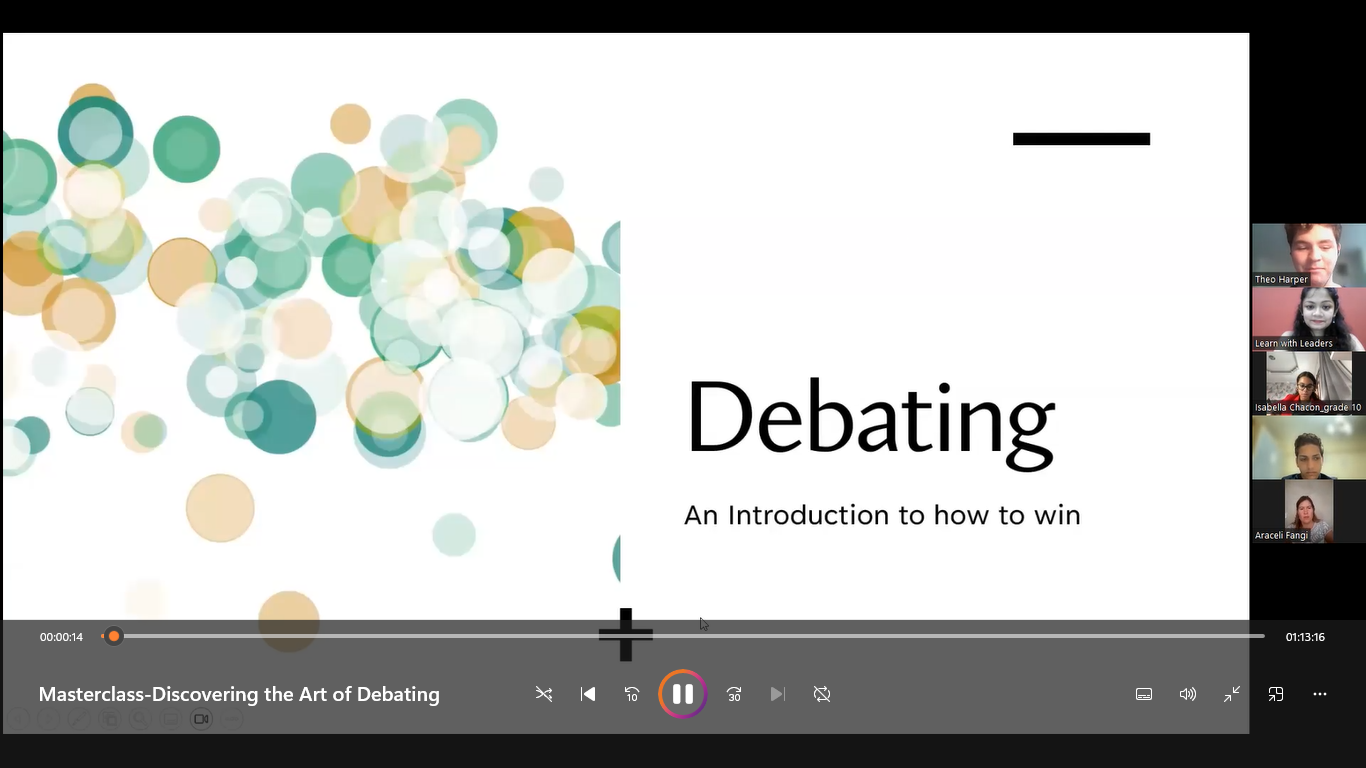 Debating
An Introduction to how to win
Theo Harper
Learn with Leaders
Isabella Chacon_grade 10
Araceli Fangi
00:00:14
01:13:16
Masterclass-Discovering the Art of Debating
10
30